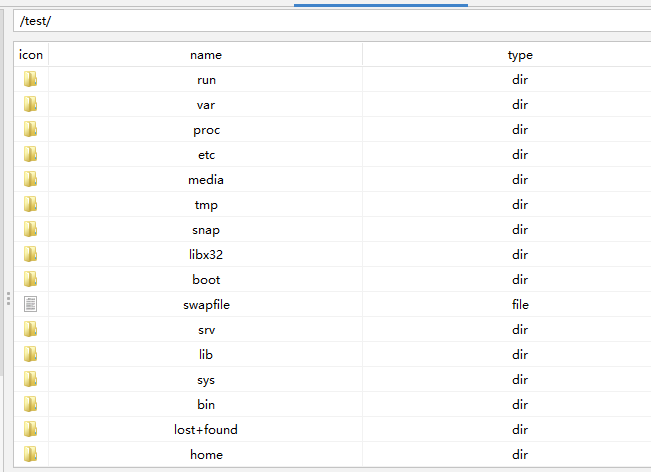 /test/
icon name type
run dir
var dir
proc dir
etc dir
media dir
tmp dir
snap dir
libx32 dir
boot dir
swapfile file
srv dir
lib dir
sys dir
bin dir
lost+found dir
home dir